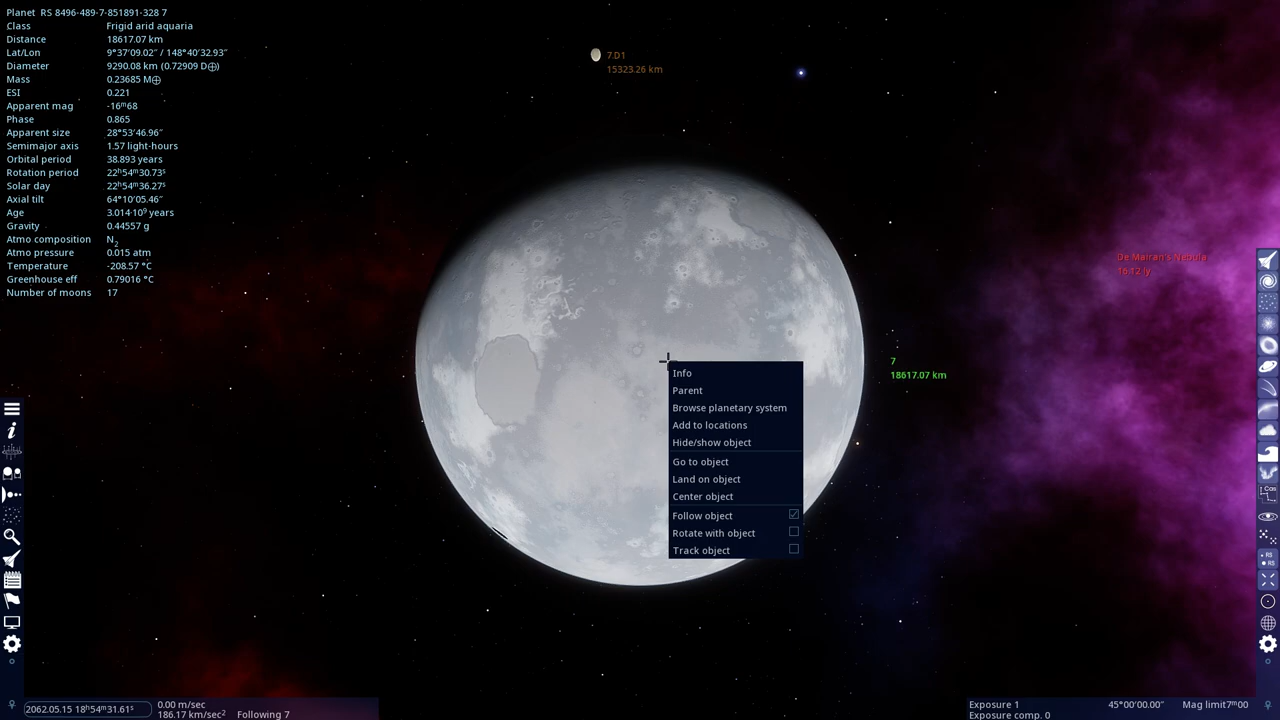 Planet RS 8496-489-7-851891-328 7
Class Frigid arid aquaria
Distance 18617.07 km
Lat/Lon 9°37′09.02″ / 148°40′32.93″
Diameter 9290.08 km (0.72909 D⊕)
Mass 0.23685 M⊕
ESI 0.221
Apparent mag -16ᵐ68
Phase 0.865
Apparent size 28°53′46.96″
Semimajor axis 1.57 light-hours
Orbital period 38.893 years
Rotation period 22ʰ54ᵐ30.73ˢ
Solar day 22ʰ54ᵐ36.27ˢ
Axial tilt 64°10′05.46″
Age 3.014·10⁹ years
Gravity 0.44557 g
Atmo composition N₂
Atmo pressure 0.015 atm
Temperature -208.57 °C
Greenhouse eff 0.79016 °C
Number of moons 17
7.D1
15323.26 km
De Mairan's Nebula
16.12 ly
7
18617.07 km
Info
Parent
Browse planetary system
Add to locations
Hide/show object
Go to object
Land on object
Center object
Follow object
Rotate with object
Track object
Cas
RS
RS
2062.05.15 18ʰ54ᵐ31.61ˢ
0.00 m/sec
186.17 km/sec² Following 7
Exposure 1 45°00′00.00″ Mag limit 7ᵐ00
Exposure comp. 0